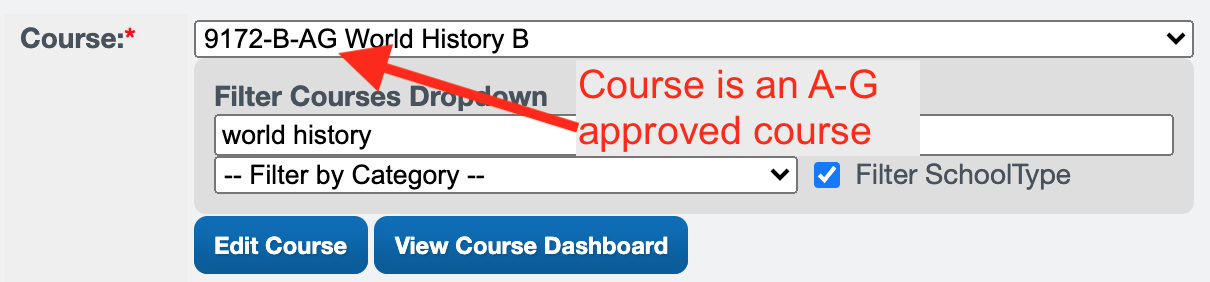 Course:*
9172-B-AG World History B
Filter Courses Dropdown
Course is an A-G
approved course
world history
-- Filter by Category --
Filter SchoolType
Edit Course
View Course Dashboard